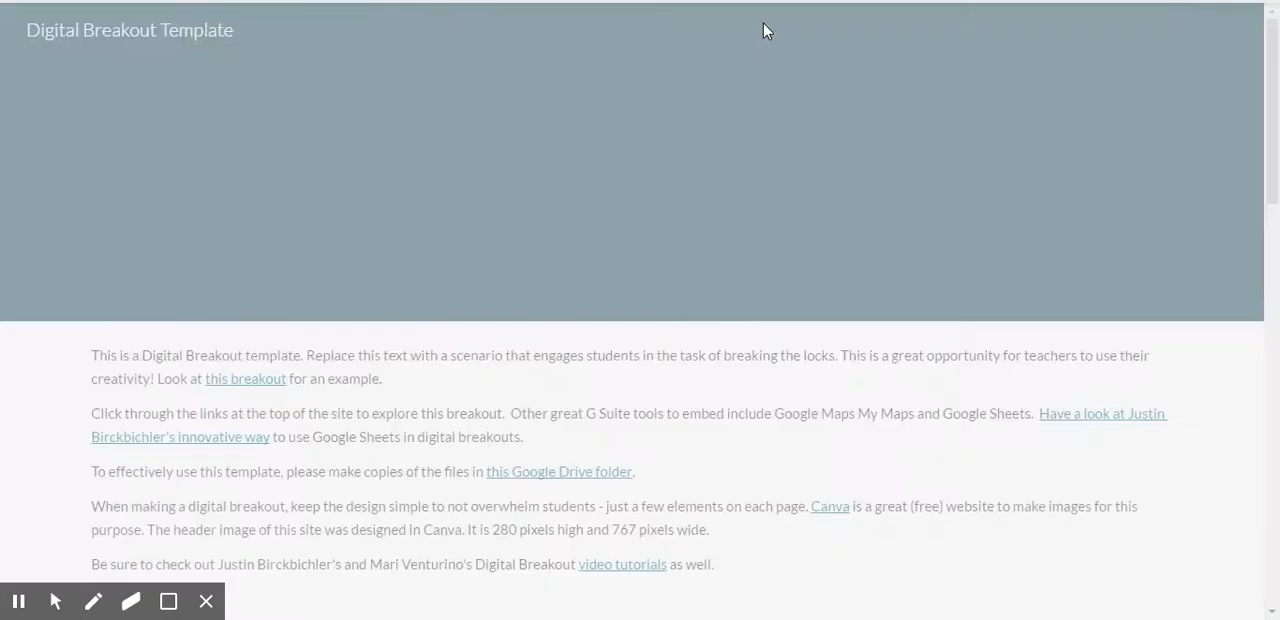 Digital Breakout Template
This is a Digital Breakout template. Replace this text with a scenario that engages students in the task of breaking the locks. This is a great opportunity for teachers to use their
creativity! Look at this breakout for an example.
Click through the links at the top of the site to explore this breakout.  Other great G Suite tools to embed include Google Maps My Maps and Google Sheets.  Have a look at Justin
Birckbichler's innovative way to use Google Sheets in digital breakouts.
To effectively use this template, please make copies of the files in this Google Drive folder.
When making a digital breakout, keep the design simple to not overwhelm students - just a few elements on each page. Canva is a great (free) website to make images for this
purpose. The header image of this site was designed in Canva. It is 280 pixels high and 767 pixels wide.
Be sure to check out Justin Birckbichler's and Mari Venturino's Digital Breakout video tutorials as well.